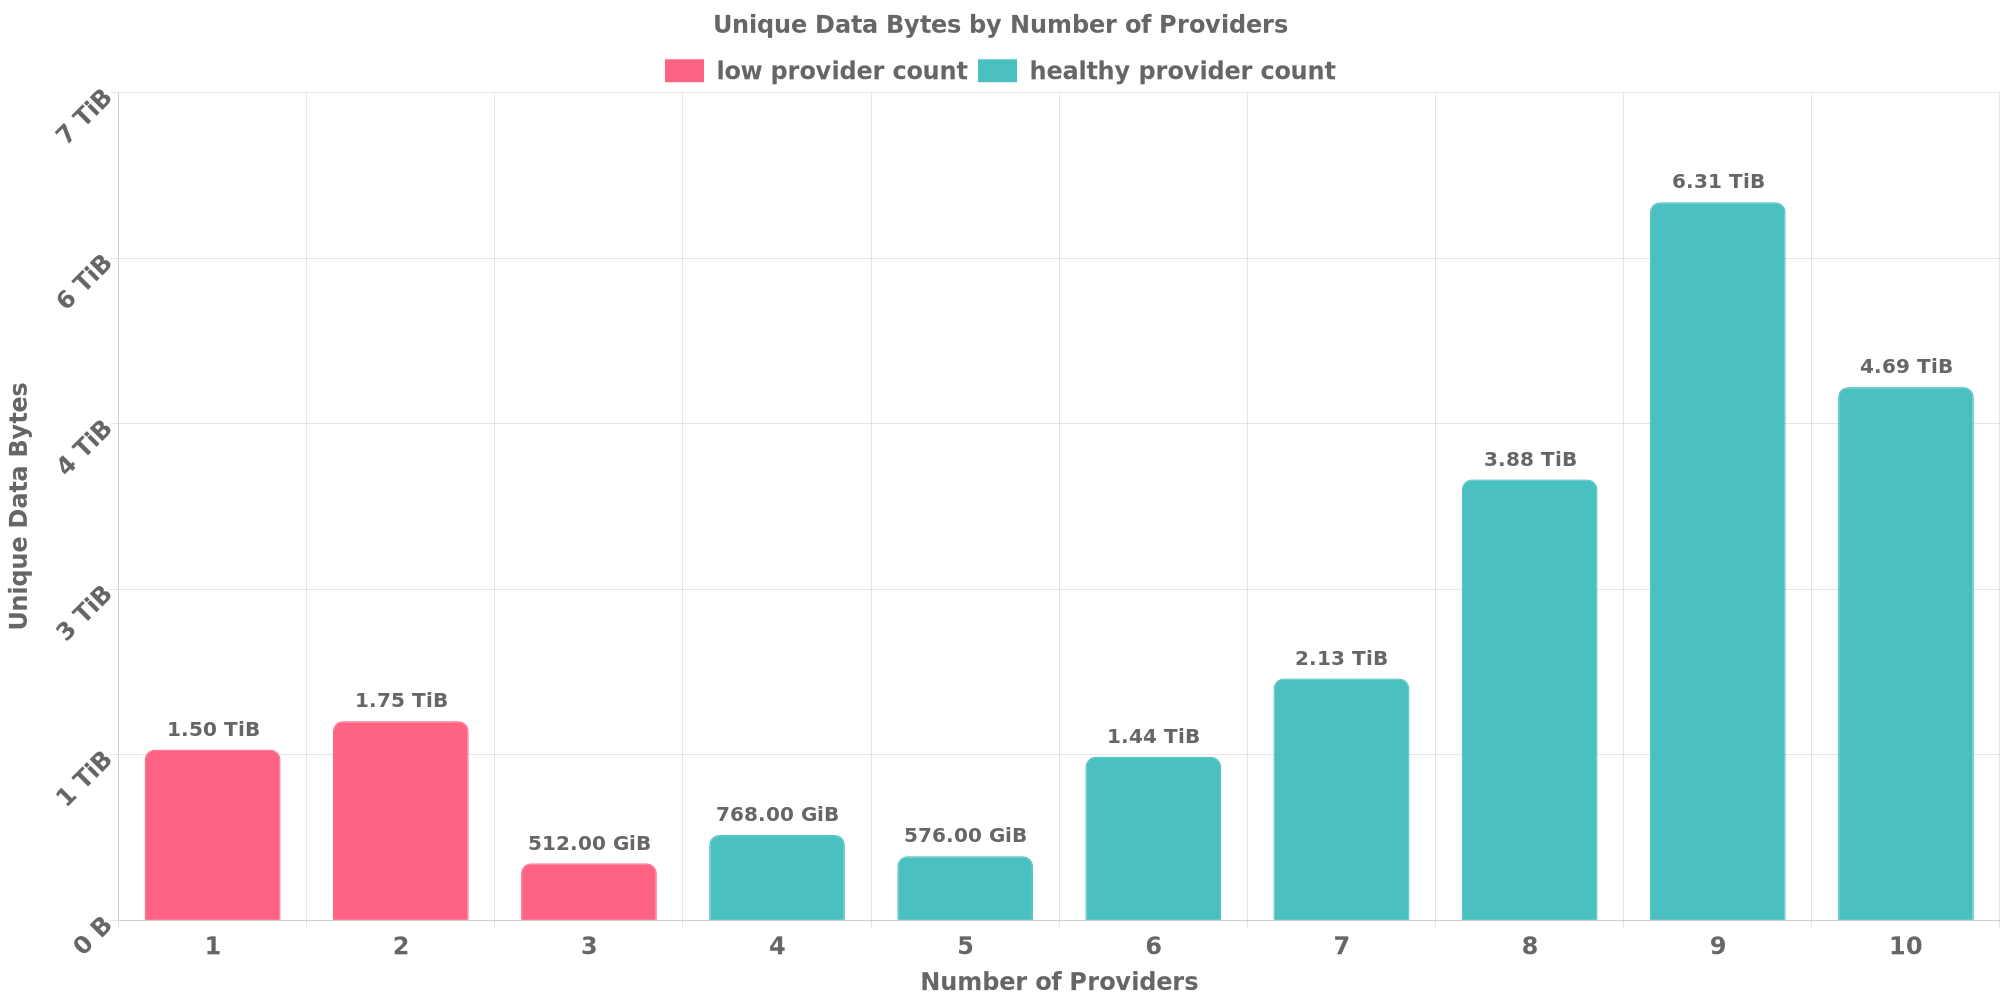 Unique Data Bytes by Number of Providers
low provider count healthy provider count
7 TiB
6 TiB
4 TiB
3 TiB
1 TiB
0 B
Unique Data Bytes
1.50 TiB
1.75 TiB
512.00 GiB
768.00 GiB
576.00 GiB
1.44 TiB
2.13 TiB
3.88 TiB
6.31 TiB
4.69 TiB
1 2 3 4 5 6 7 8 9 10
Number of Providers